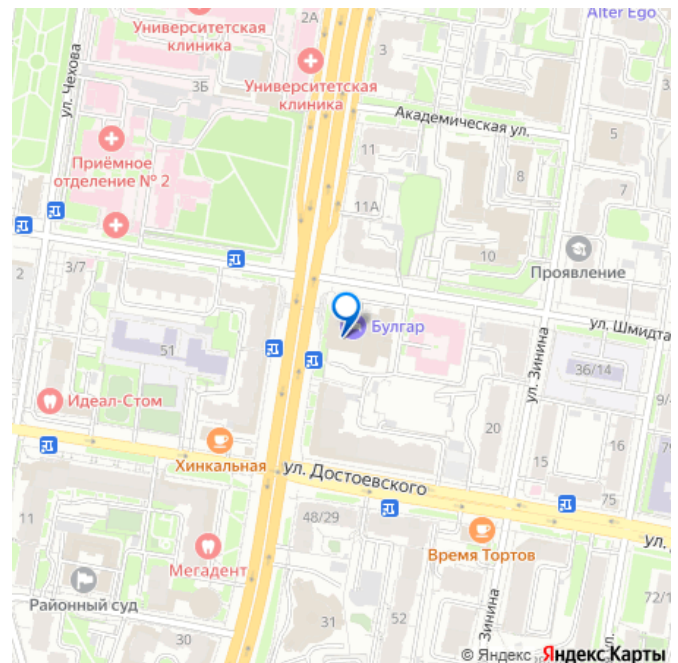 Alter Ego
2А
Университетская
клиника
3
3Б
Университетская
клиника
ул. Чехова
Академическая ул.
5
11
Приёмное
отделение № 2
8
7
11А
10
Проявление
2
3/7
Булгар
ул. Шмидта
51
ул. Зинина
36/14
9/4
Идеал-Стом
20
16
Хинкальная
15
ул. Достоевского
75
11
48/29
ул.
Мегадент
Время Тортов
Районный суд
52
72/1
30
31
Зинина
ул.
© Яндекс Яндекс Карты